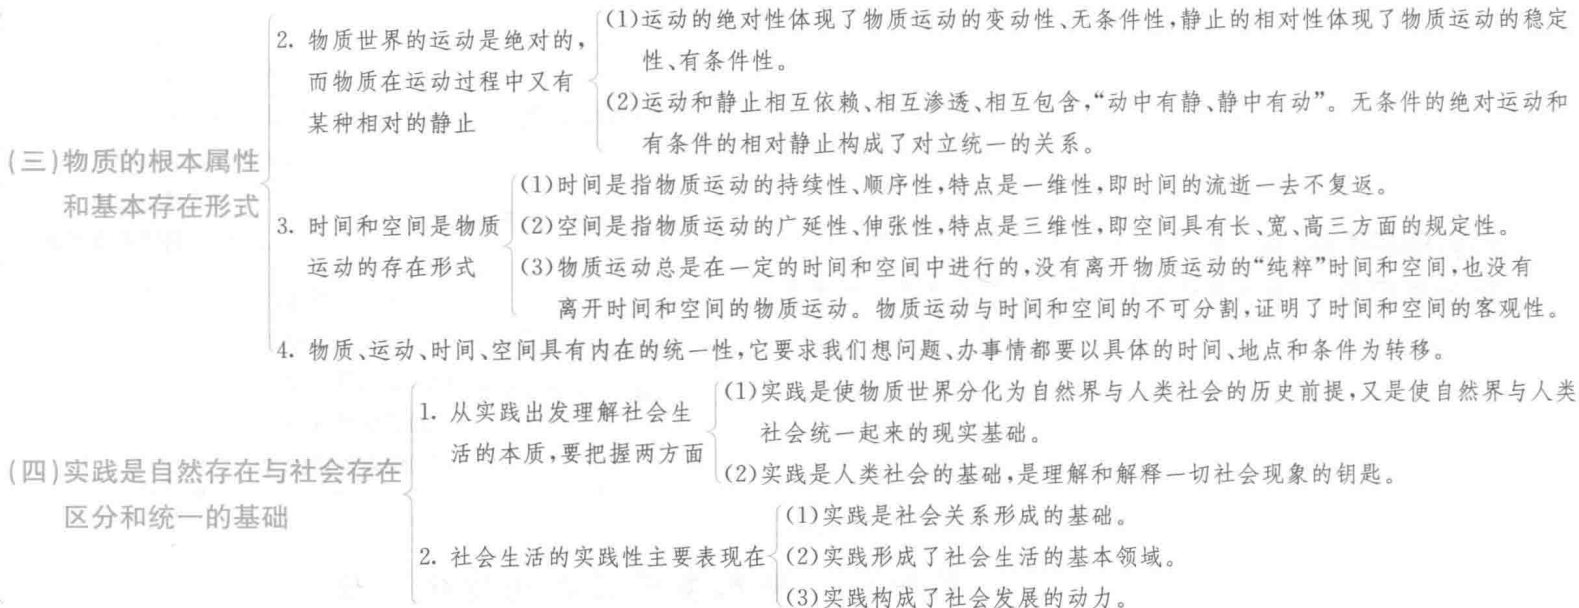 (三)物质的根本属性
和基本存在形式
2. 物质世界的运动是绝对的,
而物质在运动过程中又有
某种相对的静止
(1)运动的绝对性体现了物质运动的变动性、无条件性,静止的相对性体现了物质运动的稳定
性、有条件性。
(2)运动和静止相互依赖、相互渗透、相互包含,“动中有静、静中有动”。无条件的绝对运动和
有条件的相对静止构成了对立统一的关系。
3. 时间和空间是物质
运动的存在形式
(1)时间是指物质运动的持续性、顺序性,特点是一维性,即时间的流逝一去不复返。
(2)空间是指物质运动的广延性、伸张性,特点是三维性,即空间具有长、宽、高三方面的规定性。
(3)物质运动总是在一定的时间和空间中进行的,没有离开物质运动的“纯粹”时间和空间,也没有
离开时间和空间的物质运动。物质运动与时间和空间的不可分割,证明了时间和空间的客观性。
4. 物质、运动、时间、空间具有内在的统一性,它要求我们想问题、办事情都要以具体的时间、地点和条件为转移。
(四)实践是自然存在与社会存在
区分和统一的基础
1. 从实践出发理解社会生
活的本质,要把握两方面
(1)实践是使物质世界分化为自然界与人类社会的历史前提,又是使自然界与人类
社会统一起来的现实基础。
(2)实践是人类社会的基础,是理解和解释一切社会现象的钥匙。
2. 社会生活的实践性主要表现在
(1)实践是社会关系形成的基础。
(2)实践形成了社会生活的基本领域。
(3)实践构成了社会发展的动力。